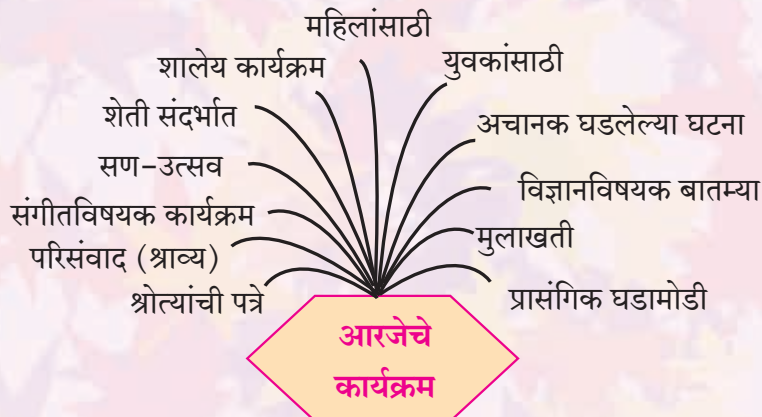 महिलांसाठी
शालेय कार्यक्रम
युवकांसाठी
शेती संदर्भात
अचानक घडलेल्या घटना
सण-उत्सव
विज्ञानविषयक बातम्या
संगीतविषयक कार्यक्रम
मुलाखती
परिसंवाद (श्राव्य)
श्रोत्यांची पत्रे
प्रासंगिक घडामोडी
आरजेचे
कार्यक्रम